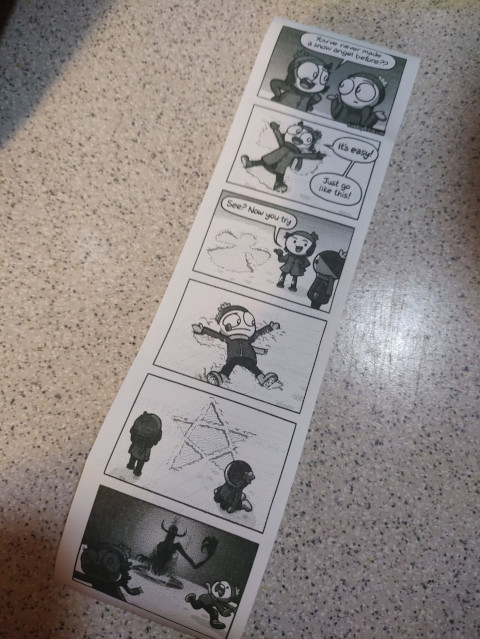 You've never made
a snow angel before??
It's easy!
Just go
like this!
See? Now you try